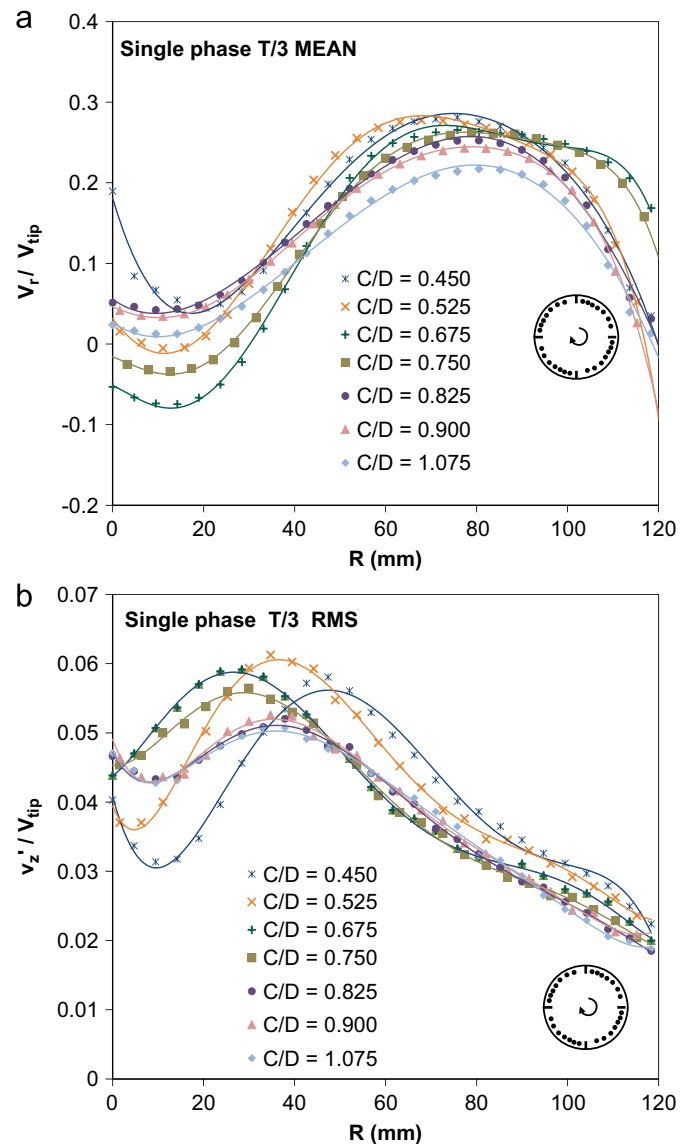 a
Single phase T/3 MEAN
0.4
0.3
0.2
0.1
0
-0.1
-0.2
V_r / V_tip
C/D = 0.450
C/D = 0.525
C/D = 0.675
C/D = 0.750
C/D = 0.825
C/D = 0.900
C/D = 1.075
0 20 40 60 80 100 120
R (mm)
b
Single phase T/3 RMS
0.07
0.06
0.05
0.04
0.03
0.02
0.01
0
v_z' / V_tip
C/D = 0.450
C/D = 0.525
C/D = 0.675
C/D = 0.750
C/D = 0.825
C/D = 0.900
C/D = 1.075
0 20 40 60 80 100 120
R (mm)